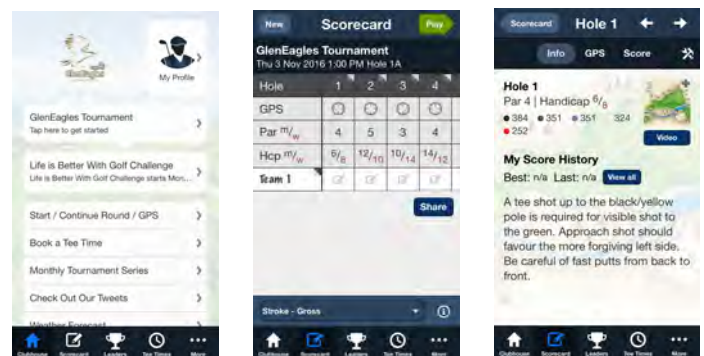 GlenEagles
My Profile
GlenEagles Tournament
Tap here to get started
Life is Better With Golf Challenge
Life is Better With Golf Challenge starts Mon...
Start / Continue Round / GPS
Book a Tee Time
Monthly Tournament Series
Check Out Our Tweets
Weather Forecast
Clubhouse Scorecard Leaders Tee Times More
New Scorecard Play
GlenEagles Tournament
Thu 3 Nov 2016 1:00 PM Hole 1A
Hole 1 2 3 4
GPS
Par m/w 4 5 3 4
Hcp m/w 6/8 12/10 10/14 14/12
Team 1
Share
Stroke - Gross
Clubhouse Scorecard Leaders Tee Times More
Scorecard Hole 1
Info GPS Score
Hole 1
Par 4 | Handicap 6/8
384 351 351 324
252
Video
My Score History
Best: n/a Last: n/a View all
A tee shot up to the black/yellow
pole is required for visible shot to
the green. Approach shot should
favour the more forgiving left side.
Be careful of fast putts from back to
front.
Clubhouse Scorecard Leaders Tee Times More